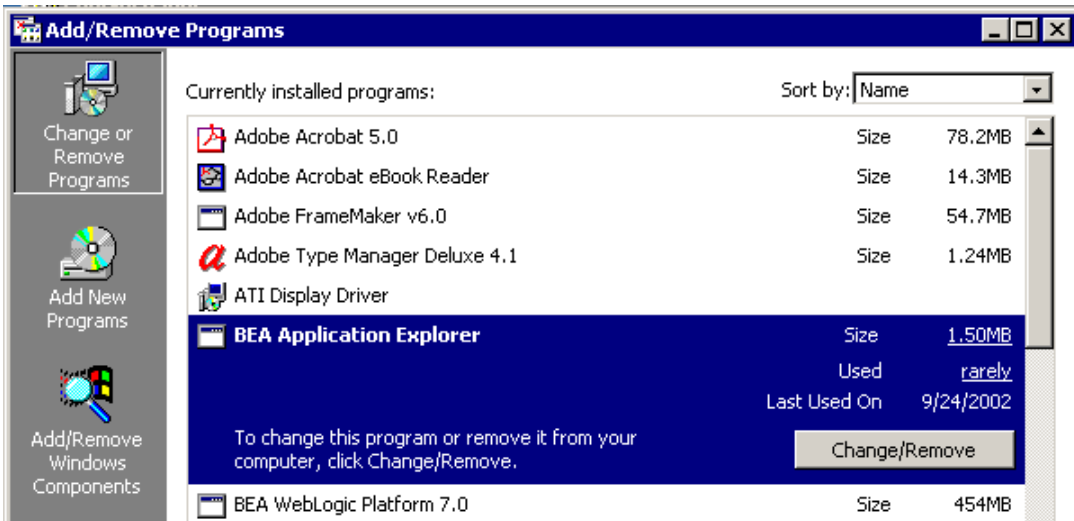 Add/Remove Programs
Change or
Remove
Programs
Add New
Programs
Add/Remove
Windows
Components
Currently installed programs:
Sort by: Name
Adobe Acrobat 5.0 Size 78.2MB
Adobe Acrobat eBook Reader Size 14.3MB
Adobe FrameMaker v6.0 Size 54.7MB
Adobe Type Manager Deluxe 4.1 Size 1.24MB
ATI Display Driver
BEA Application Explorer Size 1.50MB
Used rarely
Last Used On 9/24/2002
To change this program or remove it from your
computer, click Change/Remove.
Change/Remove
BEA WebLogic Platform 7.0 Size 454MB